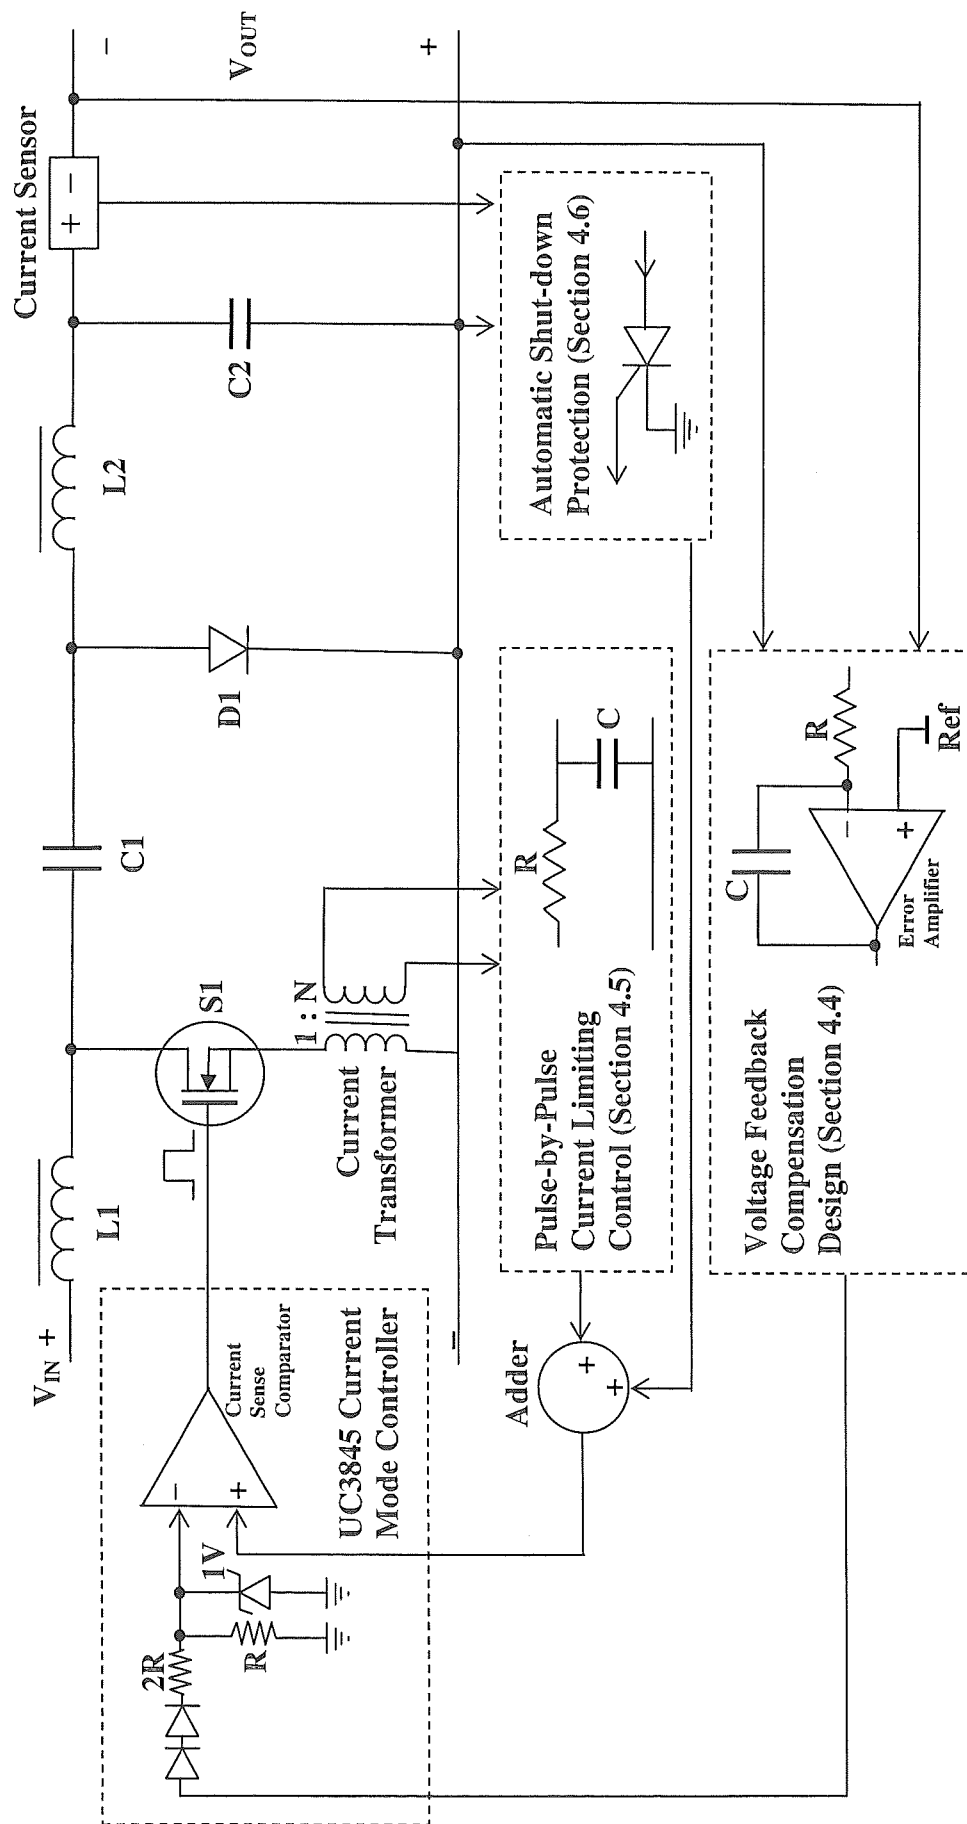 Current Sensor
+ −
−
V_OUT
+
V_IN +
L1
C1
L2
S1
D1
C2
1 : N
Current
Transformer
−
Current
Sense
Comparator
−
+
2R
R
1V
UC3845 Current
Mode Controller
Adder
+
+
Pulse-by-Pulse
Current Limiting
Control (Section 4.5)
R
C
Automatic Shut-down
Protection (Section 4.6)
Voltage Feedback
Compensation
Design (Section 4.4)
C
R
−
+
Error
Amplifier
Ref